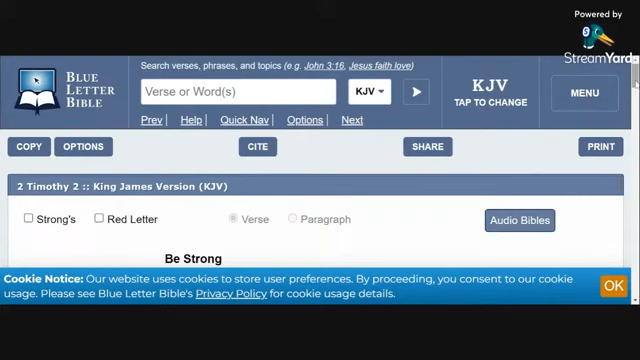 Powered by
StreamYard
Search verses, phrases, and topics (e.g. John 3:16, Jesus faith love)
BLUE
LETTER
BIBLE
Verse or Word(s)
KJV
KJV
TAP TO CHANGE
MENU
Prev | Help | Quick Nav | Options | Next
COPY OPTIONS CITE SHARE PRINT
2 Timothy 2 :: King James Version (KJV)
Strong's Red Letter Verse Paragraph Audio Bibles
Be Strong
Cookie Notice: Our website uses cookies to store user preferences. By proceeding, you consent to our cookie
usage. Please see Blue Letter Bible's Privacy Policy for cookie usage details.
OK